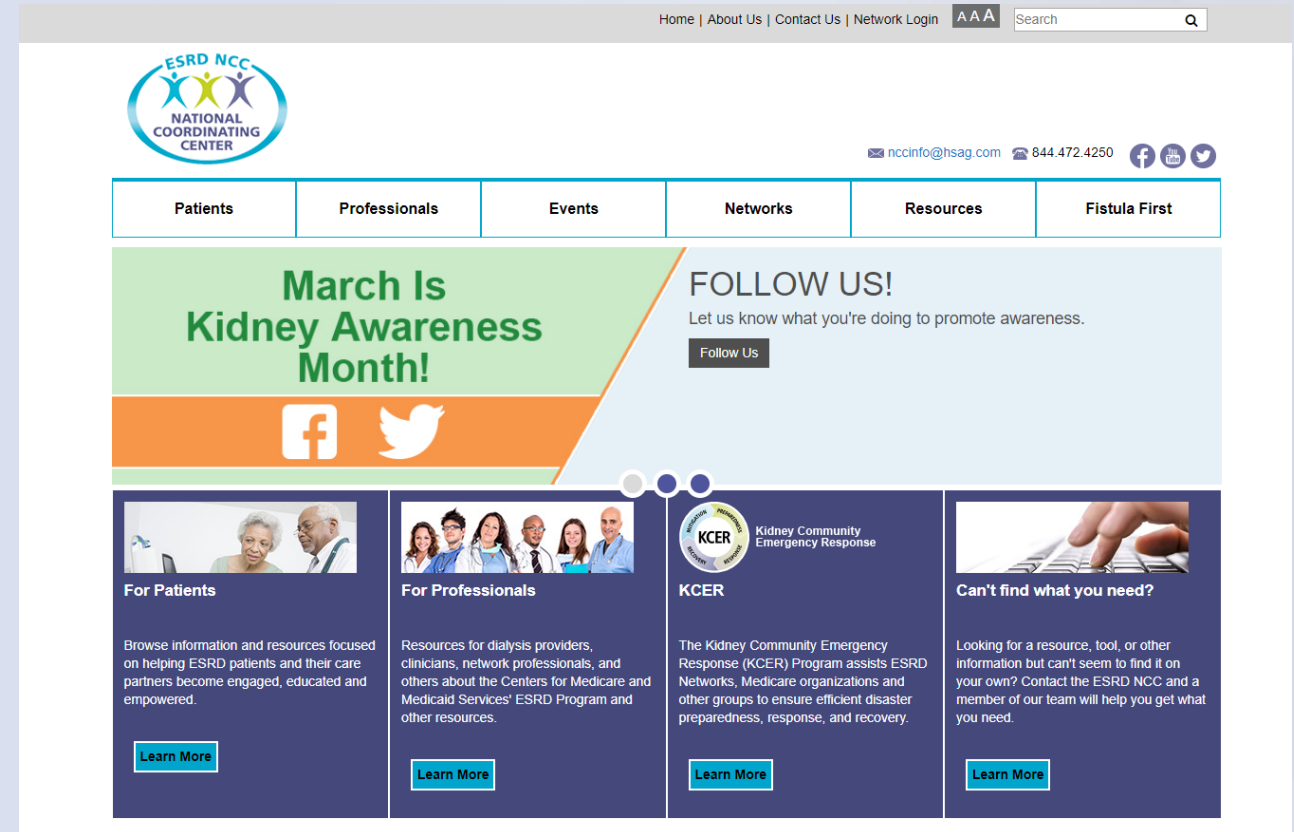 Home | About Us | Contact Us | Network Login AAA Search
ESRD NCC
NATIONAL
COORDINATING
CENTER
nccinfo@hsag.com 844.472.4250
You
Tube
Patients Professionals Events Networks Resources Fistula First
March Is
Kidney Awareness
Month!
FOLLOW US!
Let us know what you're doing to promote awareness.
Follow Us
For Patients
Browse information and resources focused
on helping ESRD patients and their care
partners become engaged, educated and
empowered.
Learn More
For Professionals
Resources for dialysis providers,
clinicians, network professionals, and
others about the Centers for Medicare and
Medicaid Services' ESRD Program and
other resources.
Learn More
MITIGATION PREPAREDNESS
RESPONSE RECOVERY
KCER
Kidney Community
Emergency Response
KCER
The Kidney Community Emergency
Response (KCER) Program assists ESRD
Networks, Medicare organizations and
other groups to ensure efficient disaster
preparedness, response, and recovery.
Learn More
Can't find what you need?
Looking for a resource, tool, or other
information but can't seem to find it on
your own? Contact the ESRD NCC and a
member of our team will help you get what
you need.
Learn More